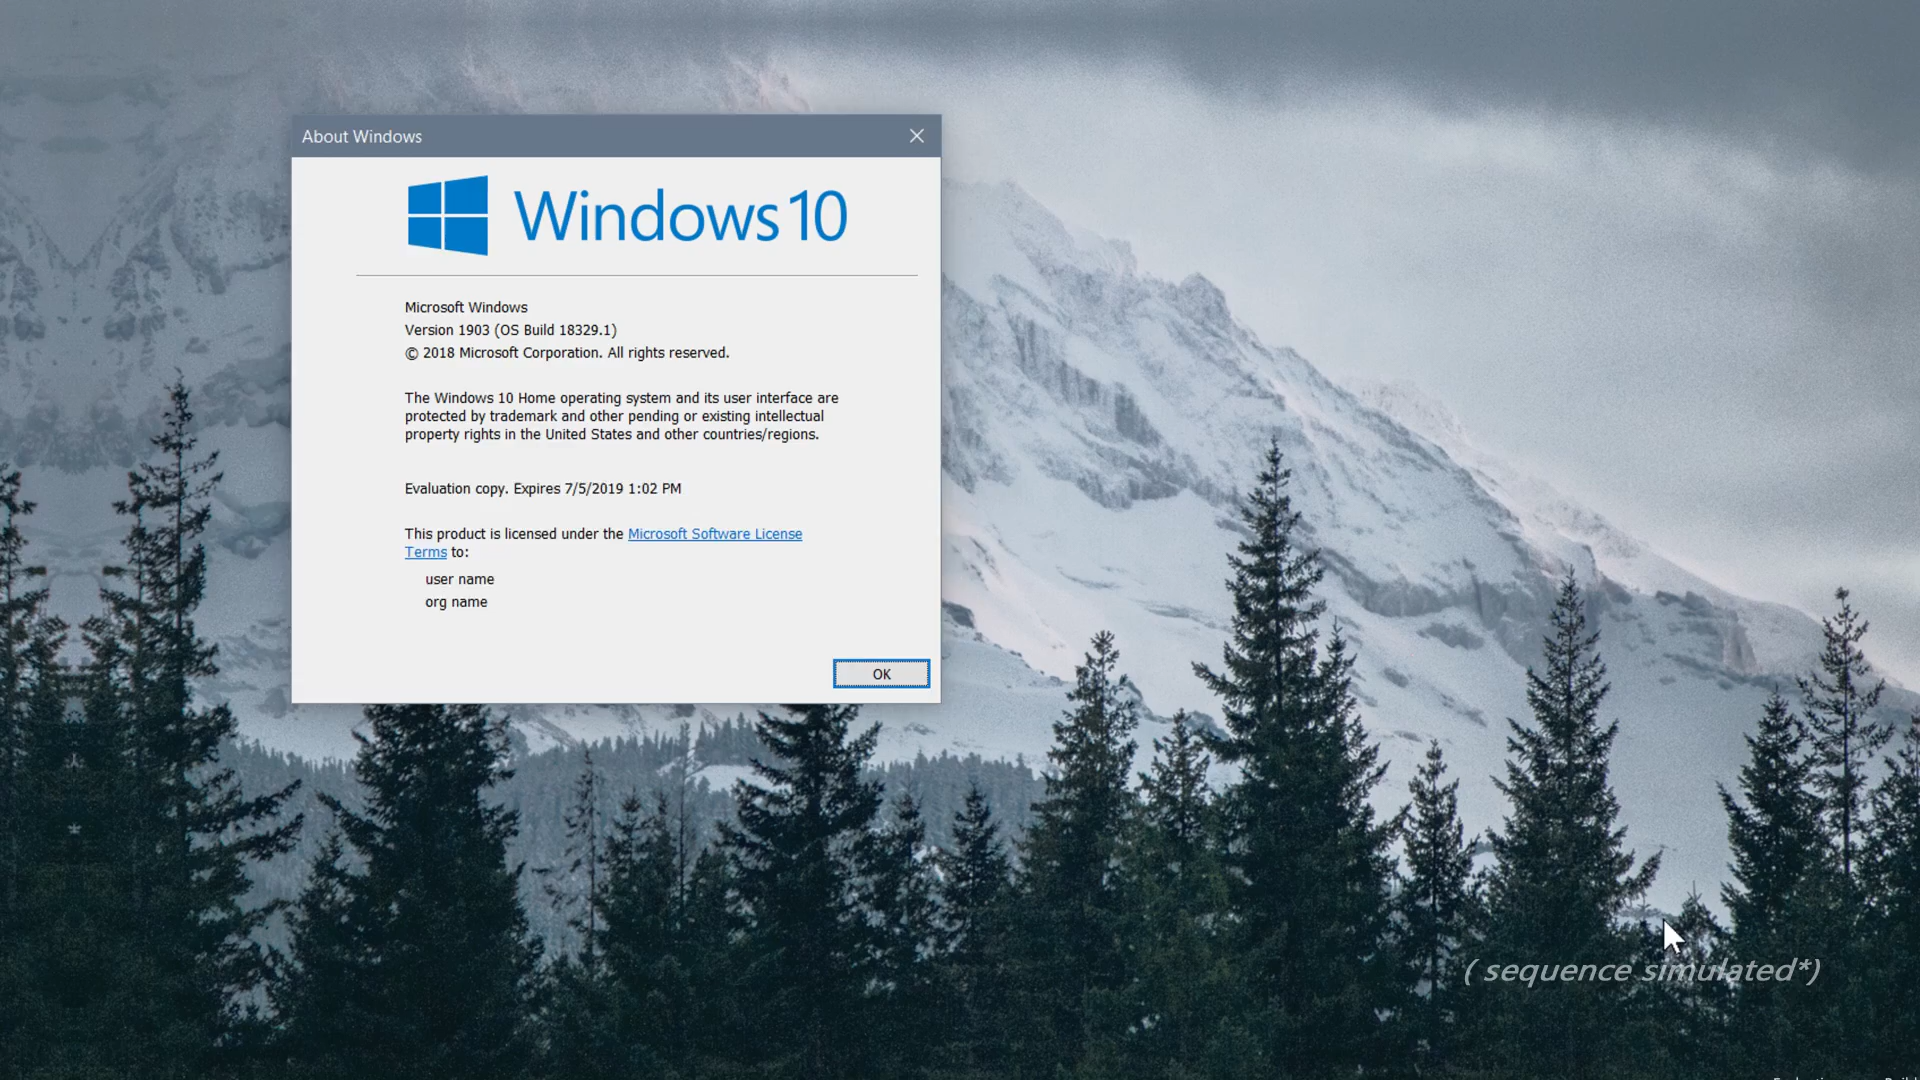 About Windows
Windows 10
Microsoft Windows
Version 1903 (OS Build 18329.1)
© 2018 Microsoft Corporation. All rights reserved.
The Windows 10 Home operating system and its user interface are
protected by trademark and other pending or existing intellectual
property rights in the United States and other countries/regions.
Evaluation copy. Expires 7/5/2019 1:02 PM
This product is licensed under the Microsoft Software License
Terms to:
user name
org name
OK
( sequence simulated*)